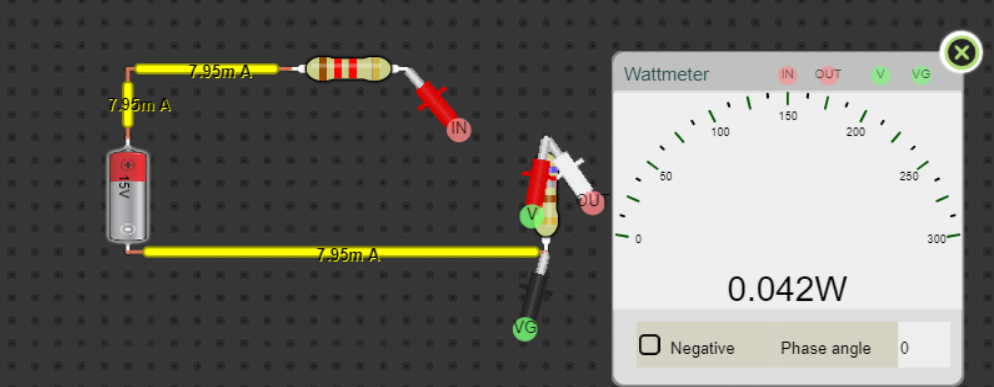 7.95m A
IN
7.95m A
15V
V
OUT
7.95m A
VG
Wattmeter IN OUT V VG
0 50 100 150 200 250 300
0.042W
Negative Phase angle 0